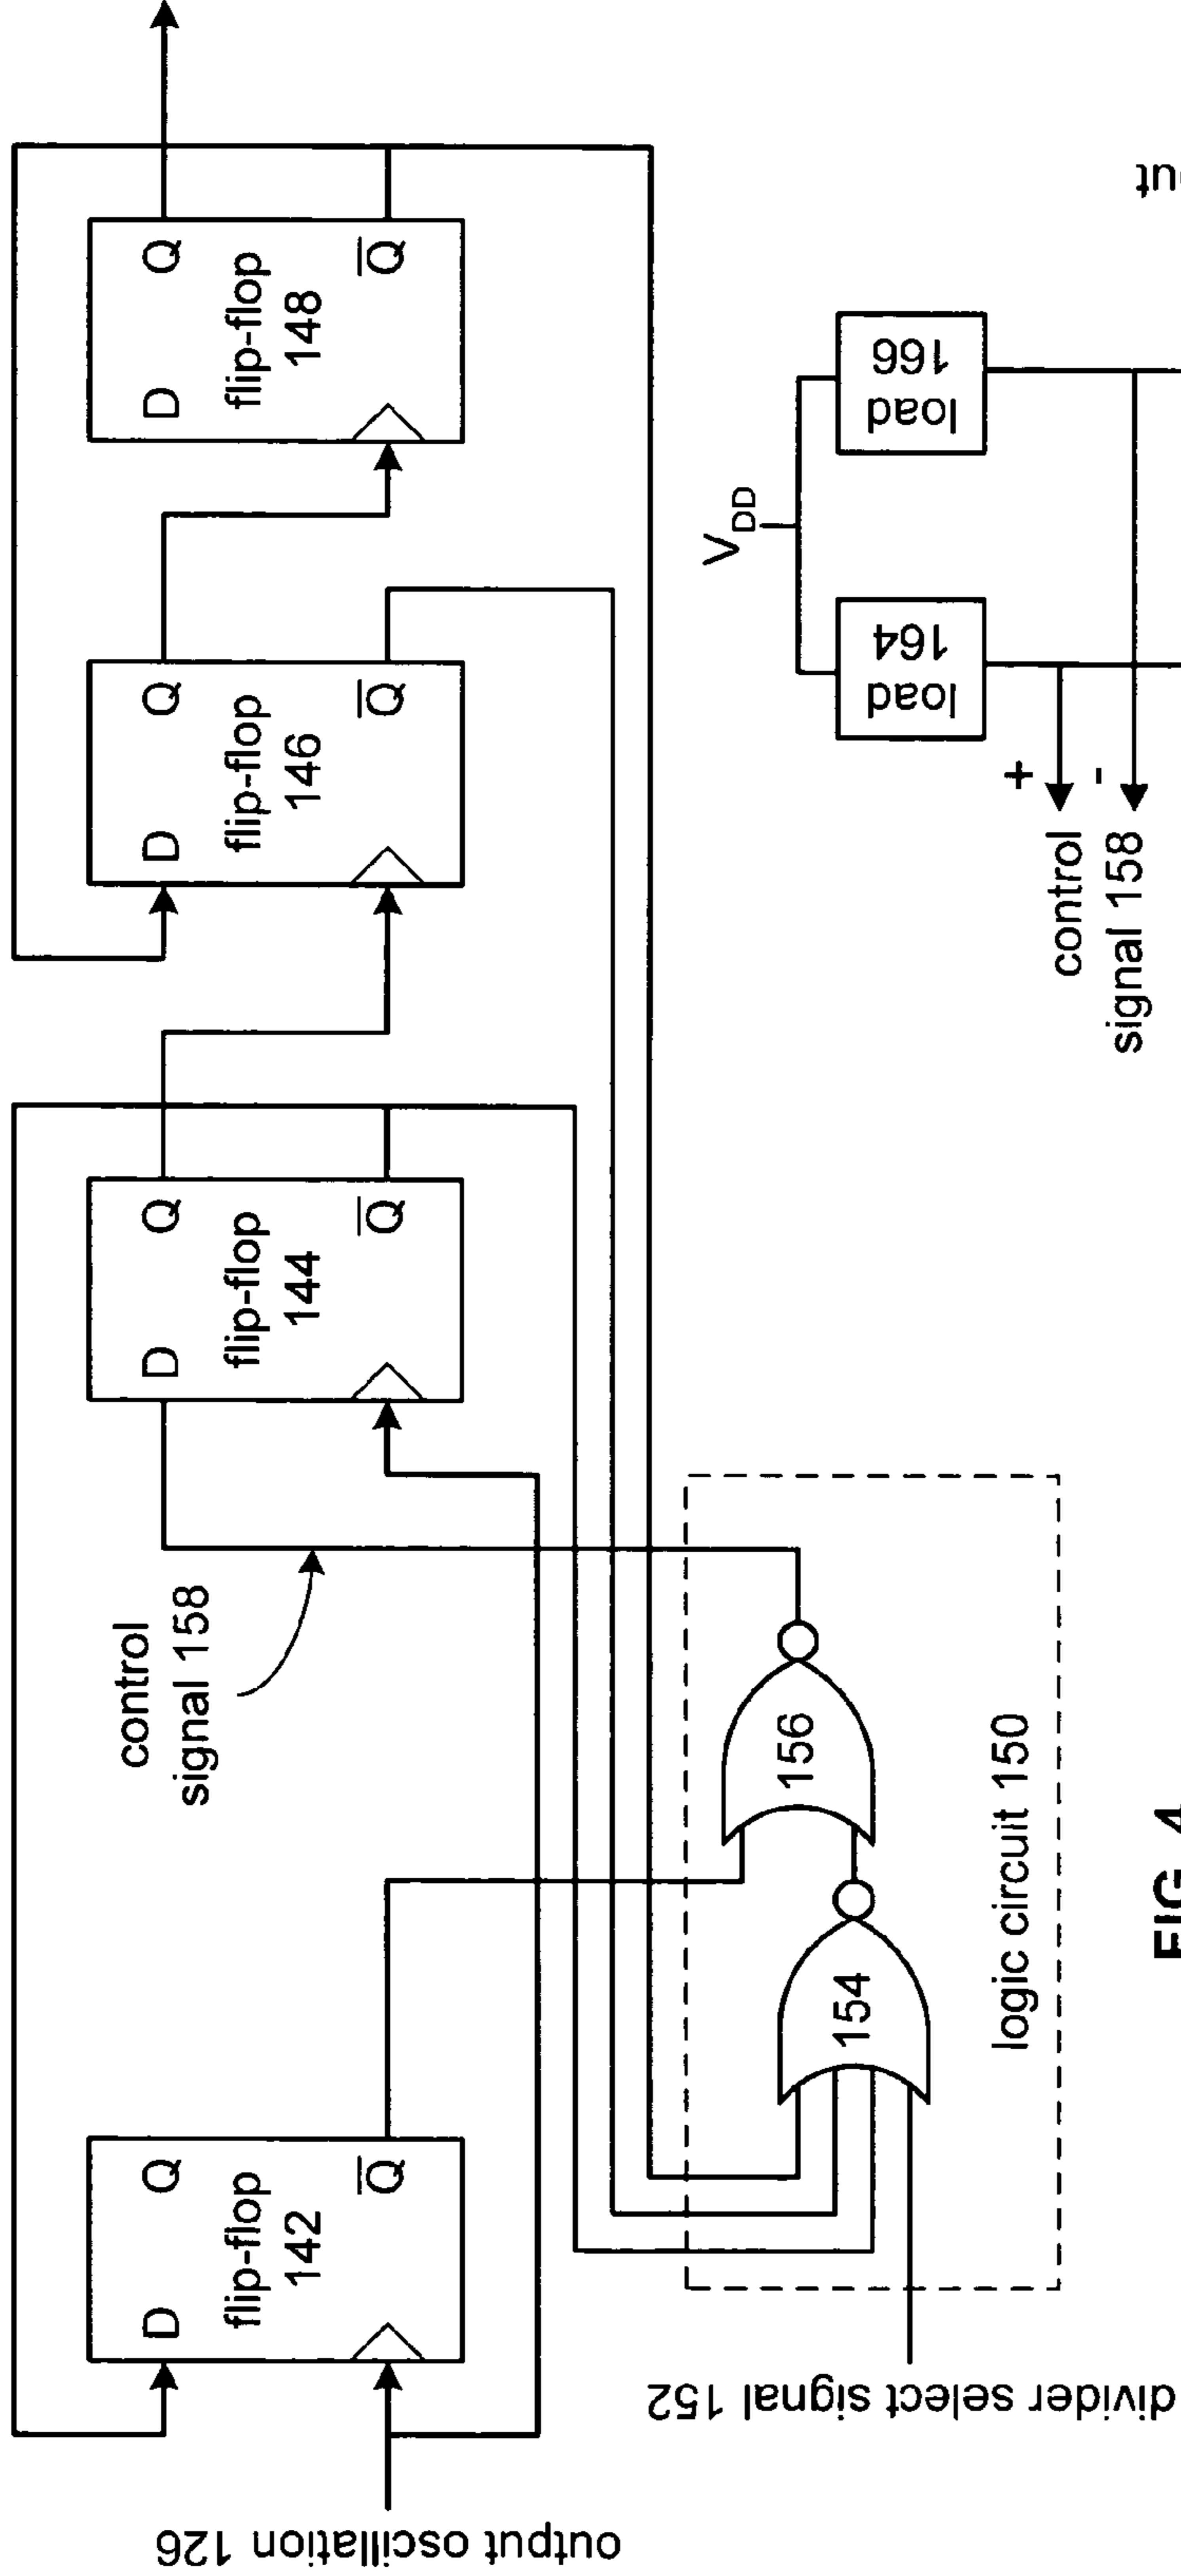 output oscillation 126
D
Q
flip-flop
142
Q
control
signal 158
D
Q
flip-flop
144
Q
D
Q
flip-flop
146
Q
D
Q
flip-flop
148
Q
divider select signal 152
154
156
logic circuit 150
VDD
load
164
load
166
+
-
control
signal 158